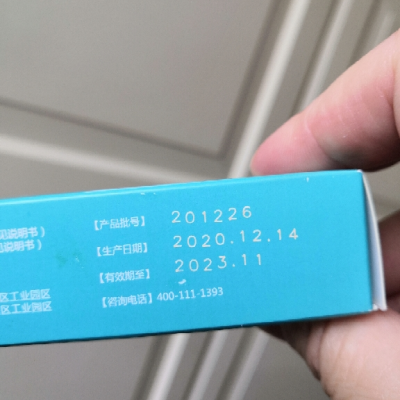 见说明书)
见说明书)
区工业园区
区工业园区
【产品批号】 201226
【生产日期】 2020.12.14
【有效期至】 2023.11
【咨询电话】400-111-1393